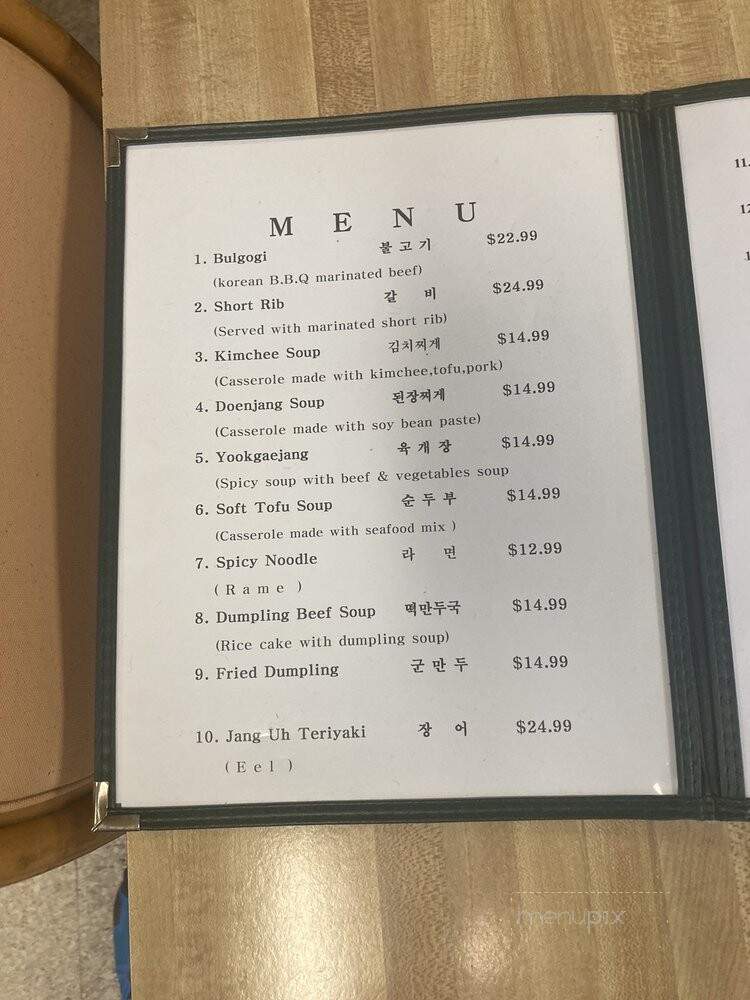 M E N U
1. Bulgogi 불고기 $22.99
(korean B.B.Q marinated beef)
2. Short Rib 갈 비 $24.99
(Served with marinated short rib)
3. Kimchee Soup 김치찌게 $14.99
(Casserole made with kimchee,tofu,pork)
4. Doenjang Soup 된장찌게 $14.99
(Casserole made with soy bean paste)
5. Yookgaejang 육개장 $14.99
(Spicy soup with beef & vegetables soup
6. Soft Tofu Soup 순두부 $14.99
(Casserole made with seafood mix )
7. Spicy Noodle 라 면 $12.99
( R a m e )
8. Dumpling Beef Soup 떡만두국 $14.99
(Rice cake with dumpling soup)
9. Fried Dumpling 군만두 $14.99
10. Jang Uh Teriyaki 장 어 $24.99
( E e l )
11.
menupix